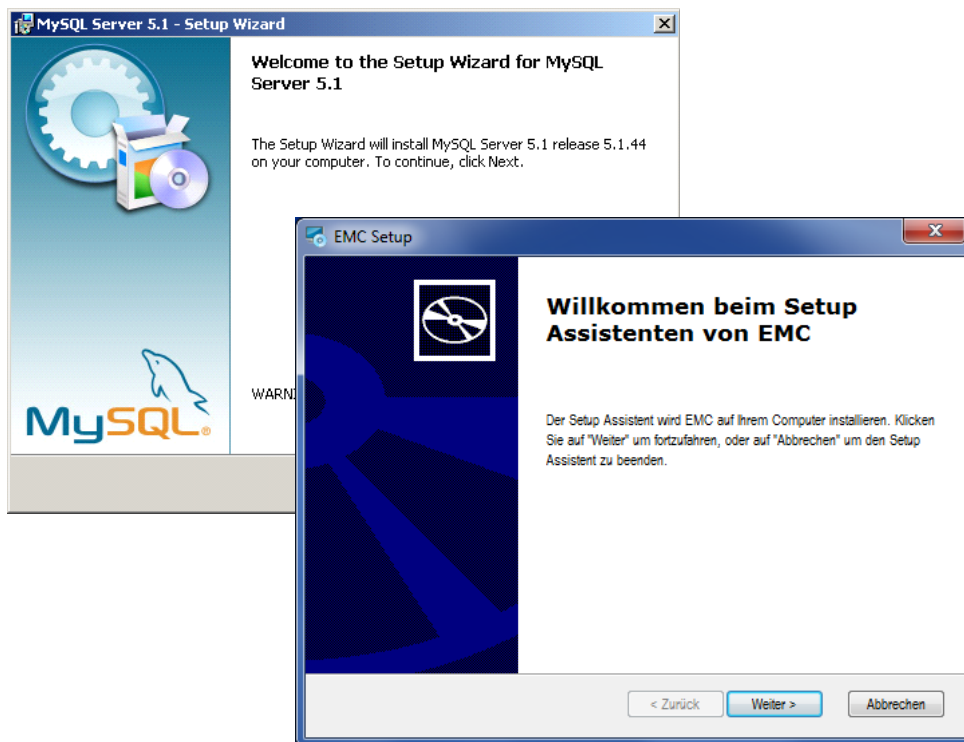 MySQL Server 5.1 - Setup Wizard
Welcome to the Setup Wizard for MySQL
Server 5.1
The Setup Wizard will install MySQL Server 5.1 release 5.1.44
on your computer. To continue, click Next.
MySQL®
EMC Setup
Willkommen beim Setup
Assistenten von EMC
Der Setup Assistent wird EMC auf Ihrem Computer installieren. Klicken
Sie auf "Weiter" um fortzufahren, oder auf "Abbrechen" um den Setup
Assistent zu beenden.
< Zurück
Weiter >
Abbrechen